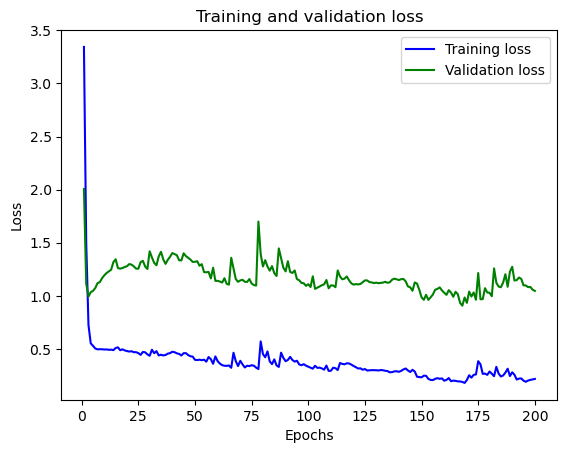 Training and validation loss
3.5
3.0
2.5
2.0
1.5
1.0
0.5
Loss
Training loss
Validation loss
0 25 50 75 100 125 150 175 200
Epochs